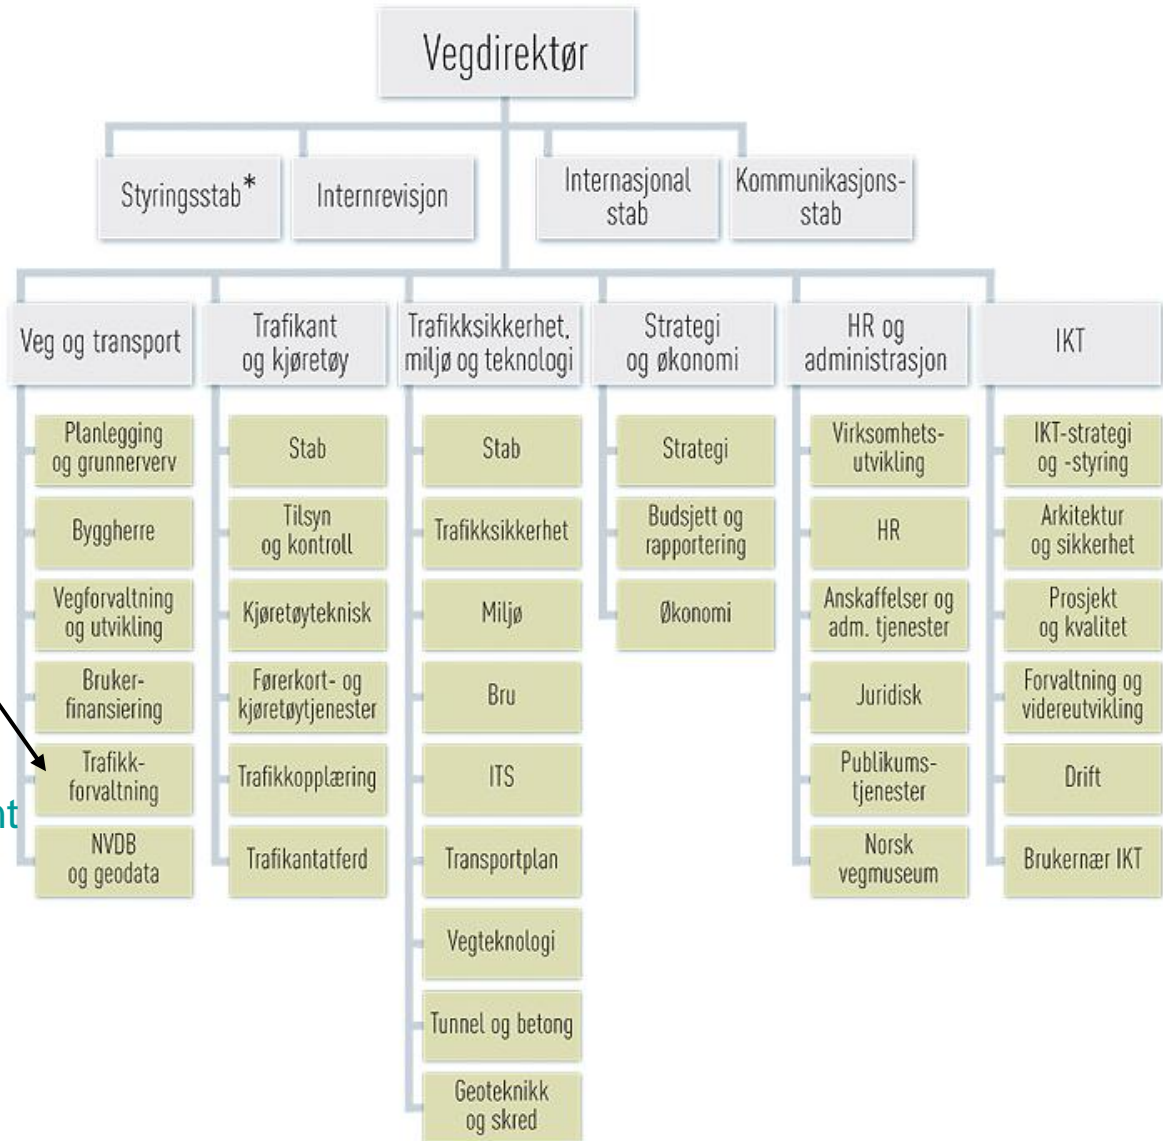 Vegdirektør
Styringsstab*
Internrevisjon
Internasjonal
stab
Kommunikasjons-
stab
Veg og transport
Trafikant
og kjøretøy
Trafikksikkerhet,
miljø og teknologi
Strategi
og økonomi
HR og
administrasjon
IKT
Planlegging
og grunnerverv
Byggherre
Vegforvaltning
og utvikling
Bruker-
finansiering
Trafikk-
forvaltning
nt
NVDB
og geodata
Stab
Tilsyn
og kontroll
Kjøretøyteknisk
Førerkort- og
kjøretøytjenester
Trafikkopplæring
Trafikantatferd
Stab
Trafikksikkerhet
Miljø
Bru
ITS
Transportplan
Vegteknologi
Tunnel og betong
Geoteknikk
og skred
Strategi
Budsjett og
rapportering
Økonomi
Virksomhets-
utvikling
HR
Anskaffelser og
adm. tjenester
Juridisk
Publikums-
tjenester
Norsk
vegmuseum
IKT-strategi
og -styring
Arkitektur
og sikkerhet
Prosjekt
og kvalitet
Forvaltning og
videreutvikling
Drift
Brukernær IKT